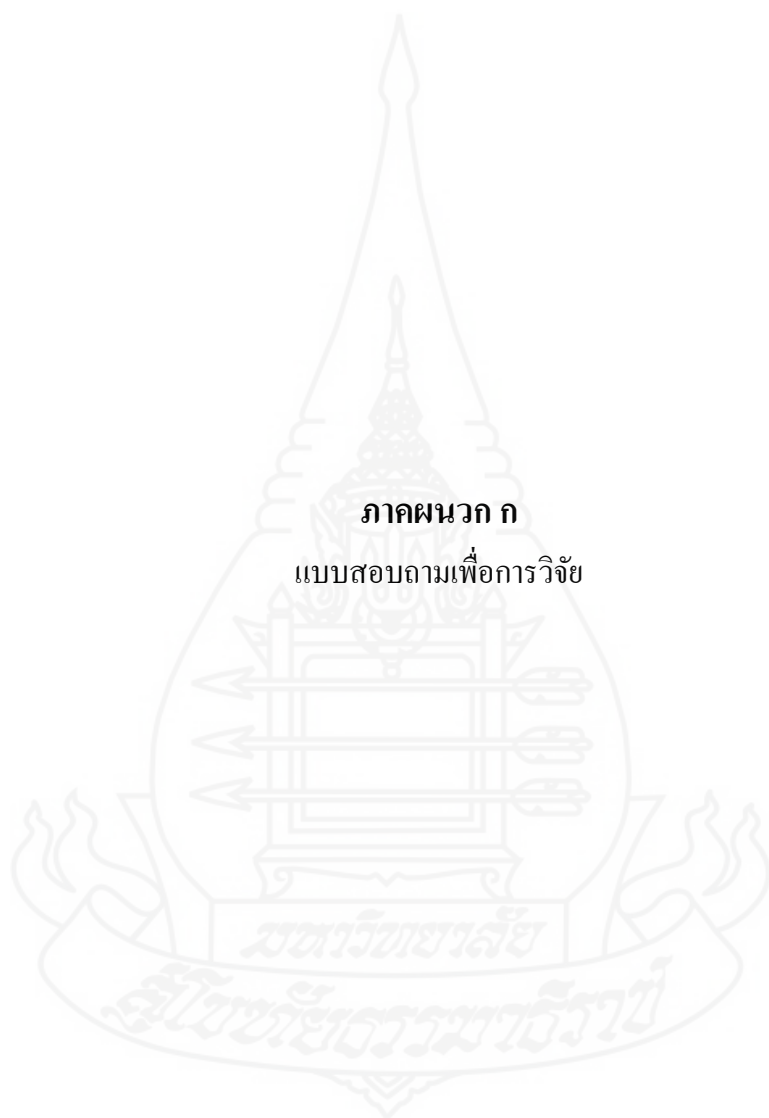 ภาคผนวก ก
แบบสอบถามเพื่อการวิจัย
มหาวิทยาลัย
สุโขทัยธรรมาธิราช